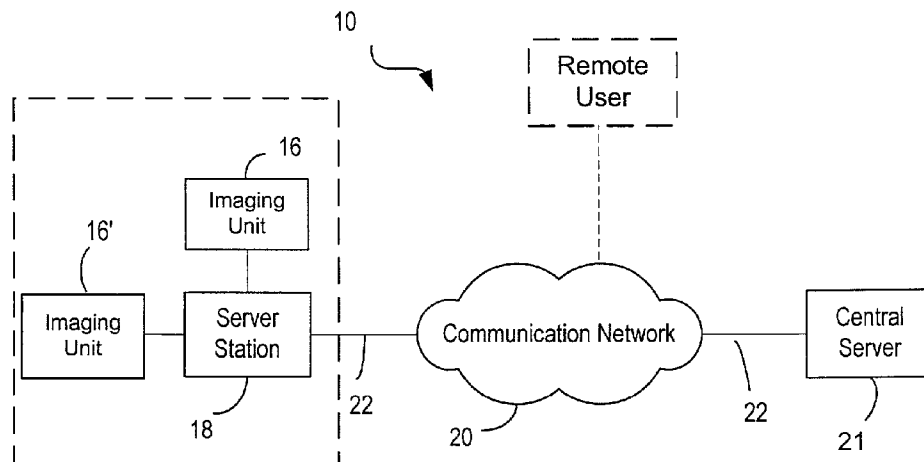 10
Remote
User
16
Imaging
Unit
16'
Imaging
Unit
Server
Station
Communication Network
Central
Server
22
22
18
20
21